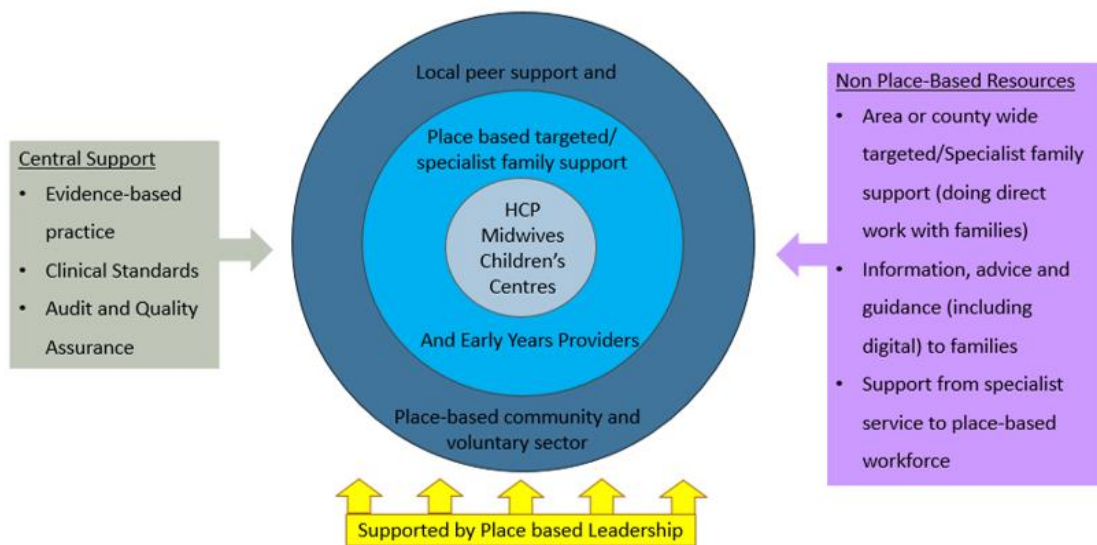 Local peer support and
Place based targeted/
specialist family support
HCP
Midwives
Children's
Centres
And Early Years Providers
Place-based community and
voluntary sector
Central Support
• Evidence-based
practice
• Clinical Standards
• Audit and Quality
Assurance
Non Place-Based Resources
• Area or county wide
targeted/Specialist family
support (doing direct
work with families)
• Information, advice and
guidance (including
digital) to families
• Support from specialist
service to place-based
workforce
Supported by Place based Leadership